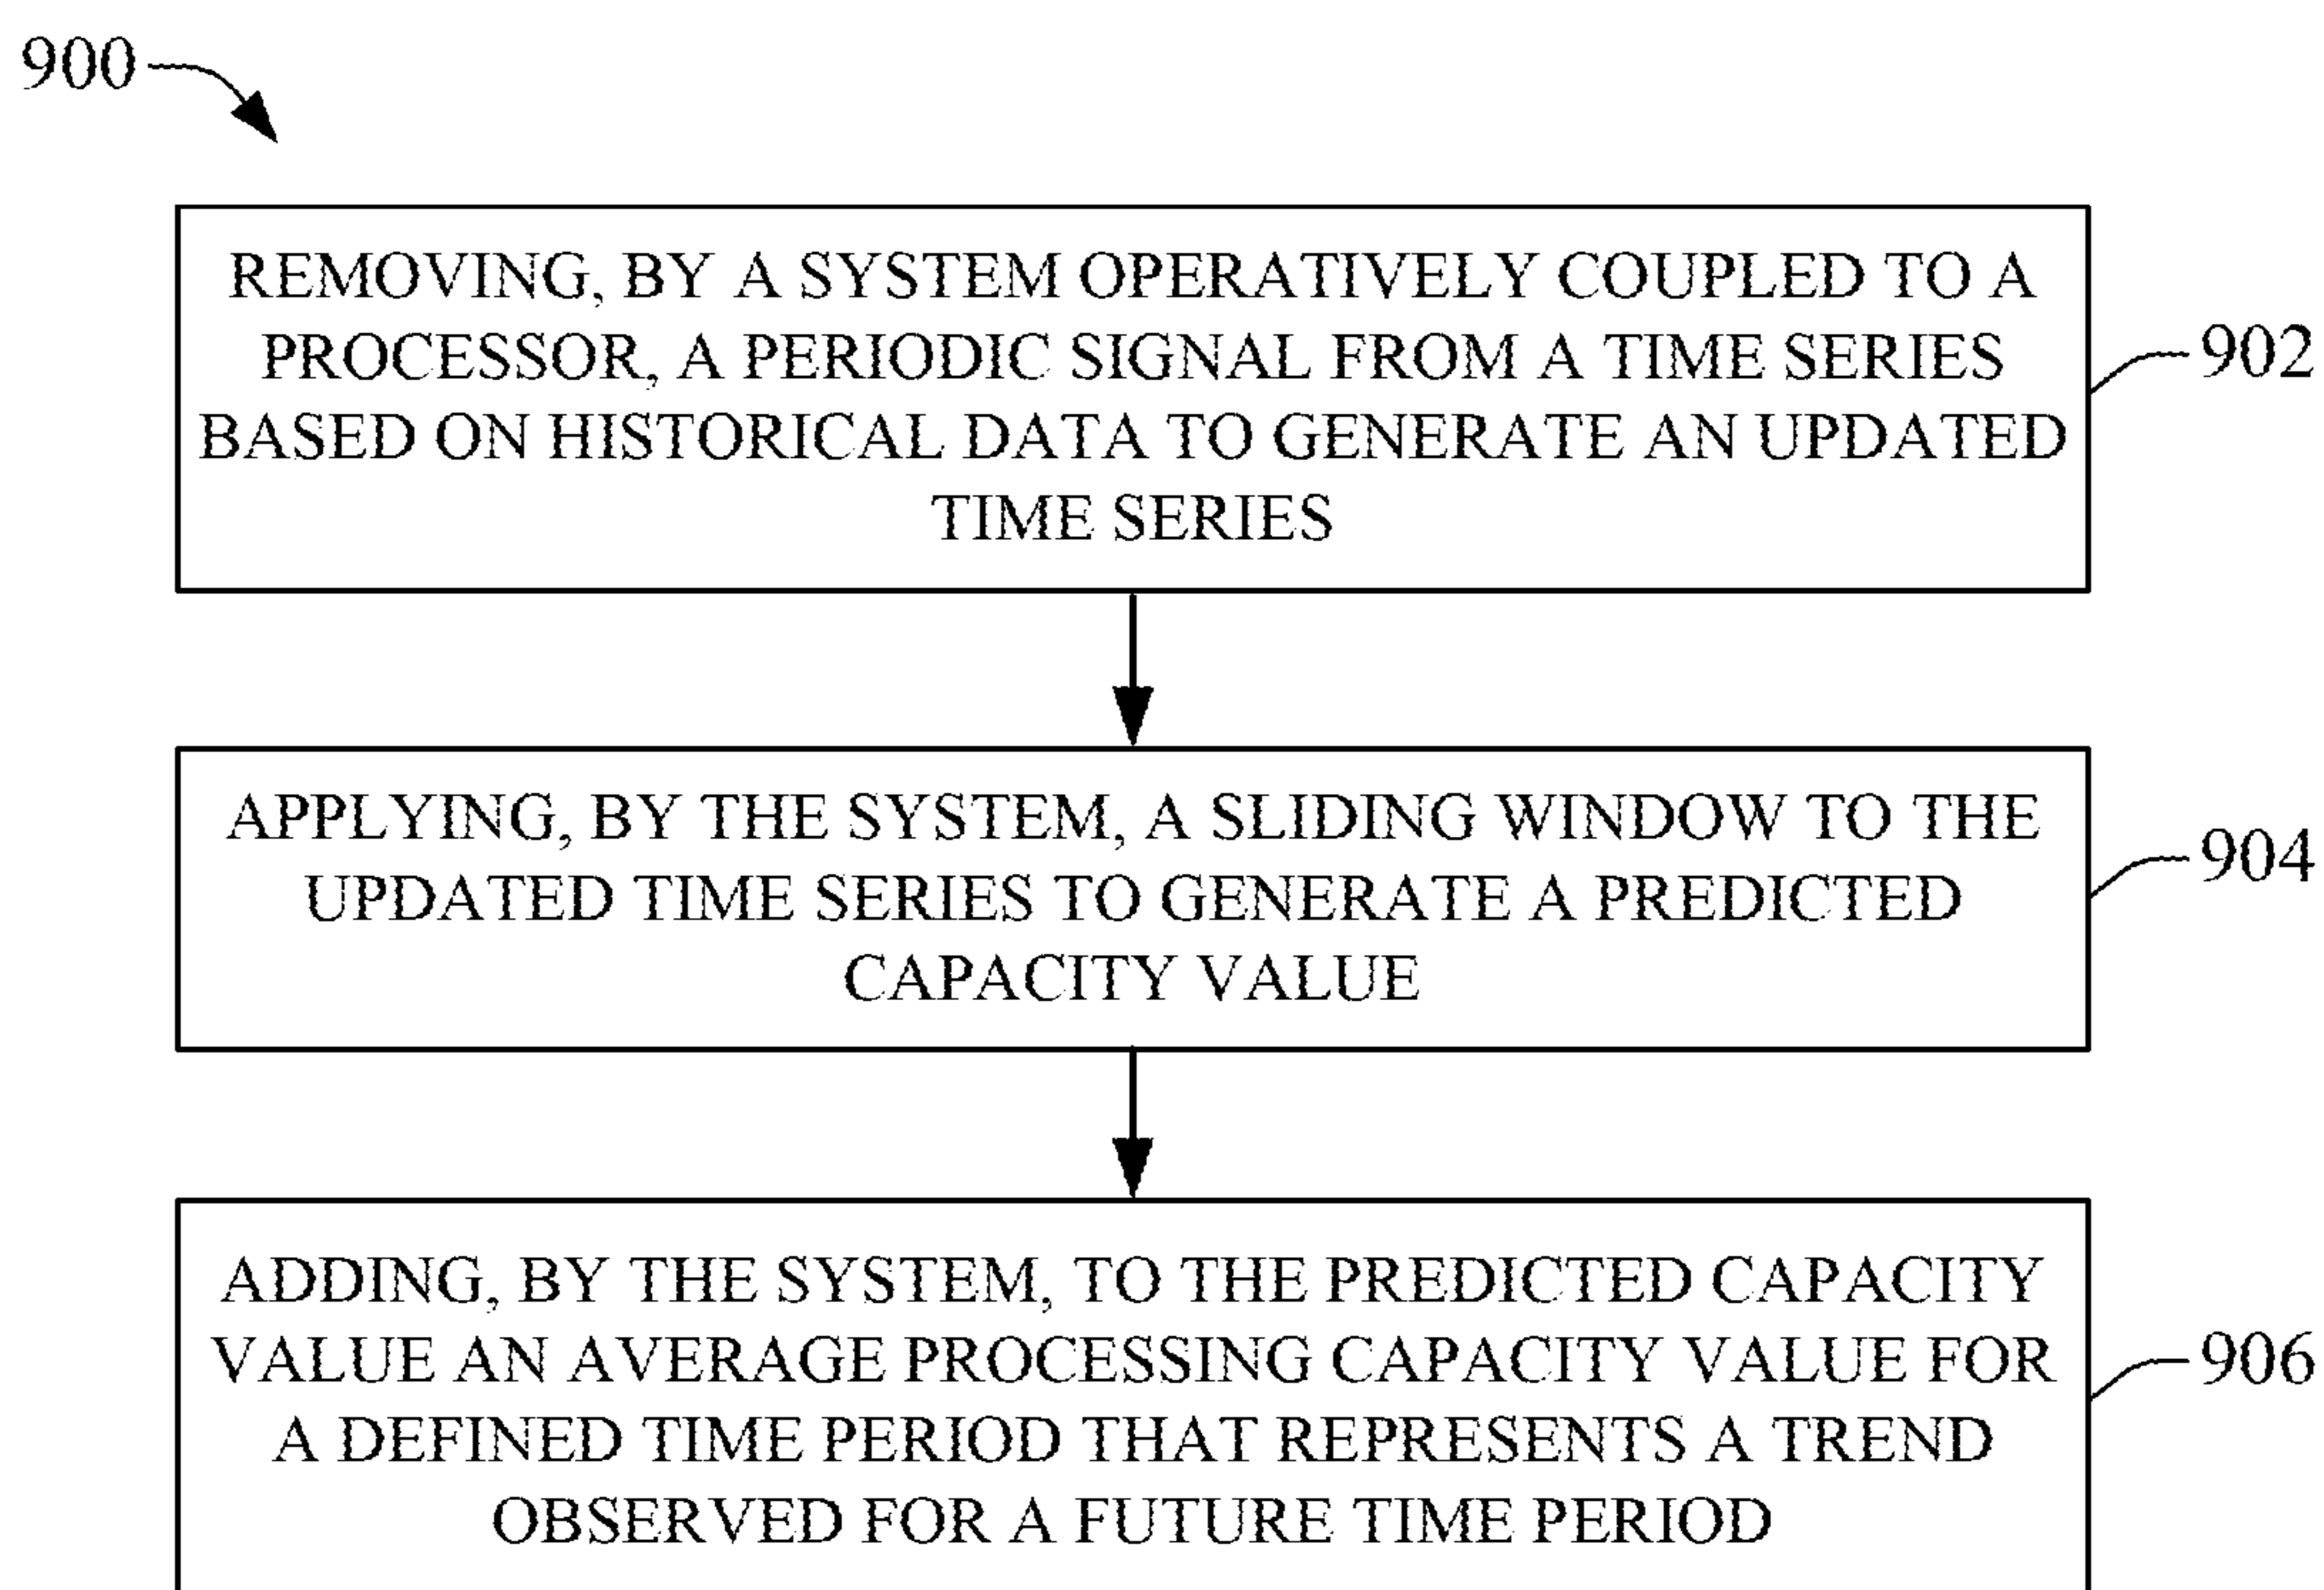 900
REMOVING, BY A SYSTEM OPERATIVELY COUPLED TO A
PROCESSOR, A PERIODIC SIGNAL FROM A TIME SERIES
BASED ON HISTORICAL DATA TO GENERATE AN UPDATED
TIME SERIES
902
APPLYING, BY THE SYSTEM, A SLIDING WINDOW TO THE
UPDATED TIME SERIES TO GENERATE A PREDICTED
CAPACITY VALUE
904
ADDING, BY THE SYSTEM, TO THE PREDICTED CAPACITY
VALUE AN AVERAGE PROCESSING CAPACITY VALUE FOR
A DEFINED TIME PERIOD THAT REPRESENTS A TREND
OBSERVED FOR A FUTURE TIME PERIOD
906